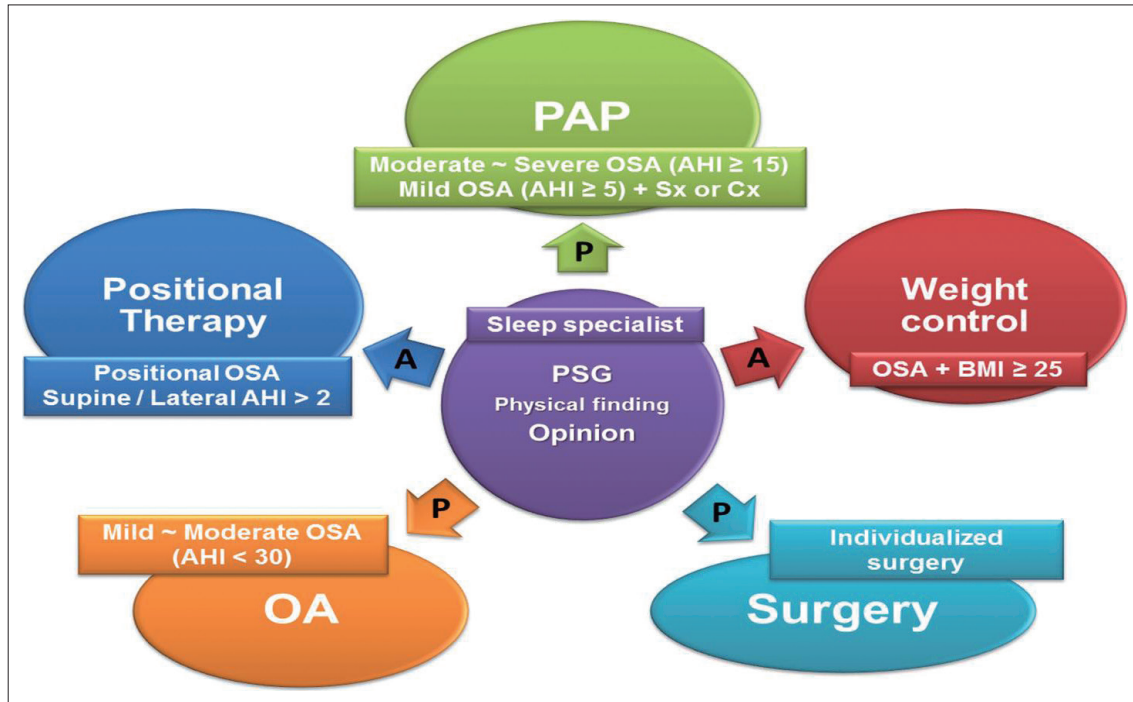 PAP
Moderate ~ Severe OSA (AHI ≥ 15)
Mild OSA (AHI ≥ 5) + Sx or Cx
P
Positional
Therapy
Positional OSA
Supine / Lateral AHI > 2
A
Sleep specialist
PSG
Physical finding
Opinion
A
Weight
control
OSA + BMI ≥ 25
P
Mild ~ Moderate OSA
(AHI < 30)
OA
P
Individualized
surgery
Surgery